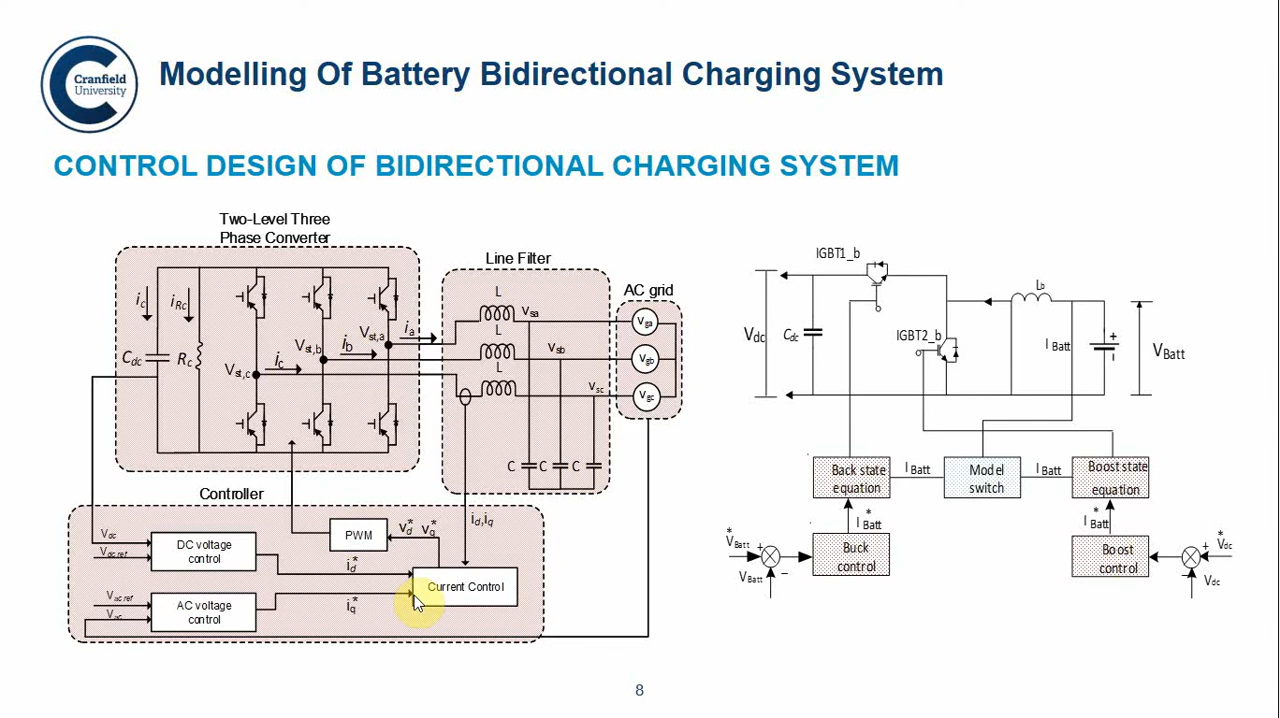 Cranfield
University
Modelling Of Battery Bidirectional Charging System
CONTROL DESIGN OF BIDIRECTIONAL CHARGING SYSTEM
Two-Level Three
Phase Converter
Line Filter
AC grid
ic
iRc
Cdc
Rc
Vst,c
ic
Vst,b
ib
Vst,a
ia
L
L
L
vsa
vsb
vsc
vga
vgb
vgc
C
C
C
Controller
Vdc
Vdc ref
DC voltage
control
PWM
vd*
vq*
id,iq
id*
Current Control
Vac ref
Vac
AC voltage
control
iq*
IGBT1_b
Lb
Vdc
Cdc
IGBT2_b
I Batt
+
VBatt
Back state
equation
I Batt
Model
switch
I Batt
Boost state
equation
I*Batt
I*Batt
V*Batt
+
VBatt
−
Buck
control
Boost
control
+
V*dc
−
Vdc
8